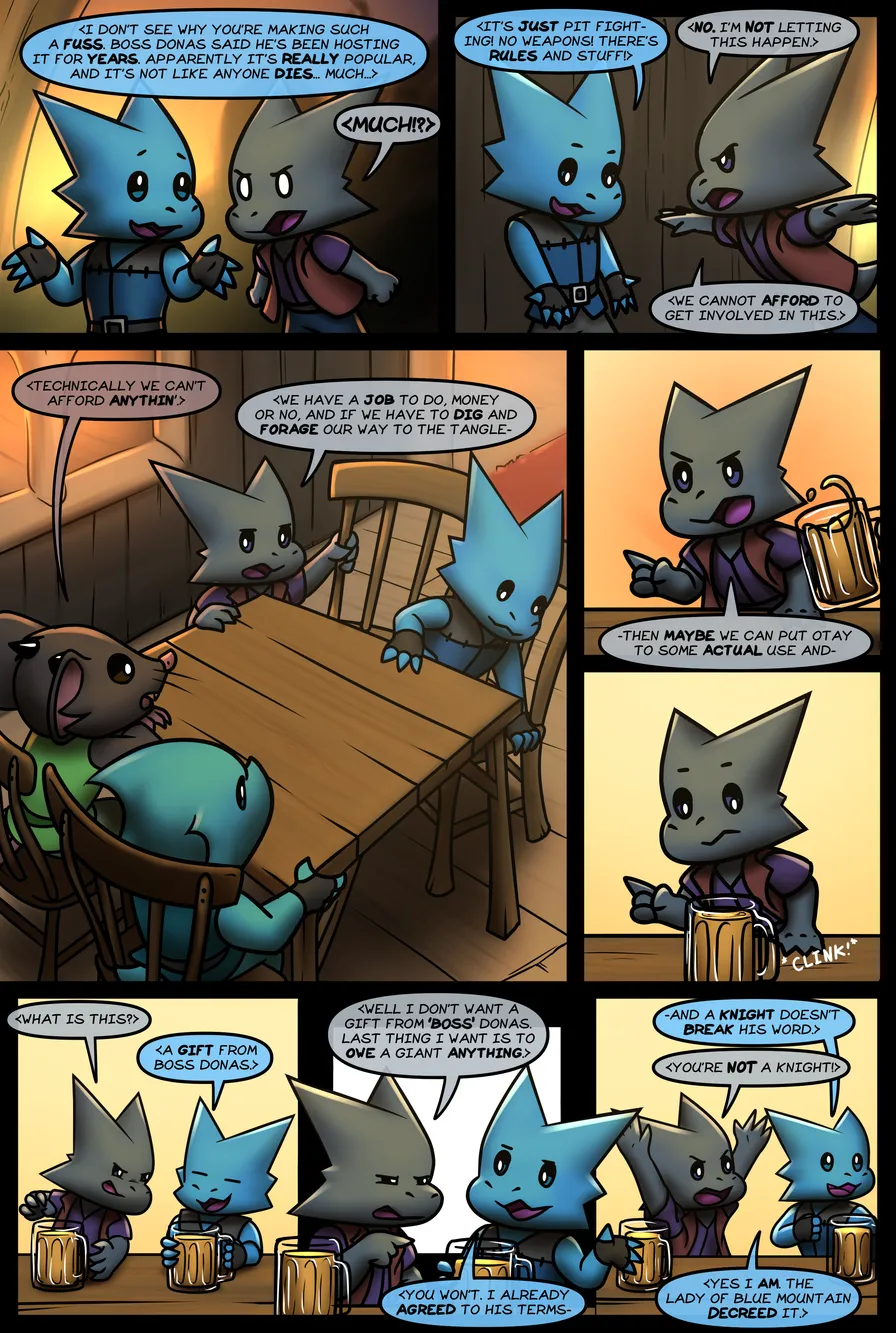 <I DON'T SEE WHY YOU'RE MAKING SUCH
A FUSS. BOSS DONAS SAID HE'S BEEN HOSTING
IT FOR YEARS. APPARENTLY IT'S REALLY POPULAR,
AND IT'S NOT LIKE ANYONE DIES... MUCH...>
<MUCH!?>
<IT'S JUST PIT FIGHT-
ING! NO WEAPONS! THERE'S
RULES AND STUFF!>
<NO. I'M NOT LETTING
THIS HAPPEN.>
<WE CANNOT AFFORD TO
GET INVOLVED IN THIS.>
<TECHNICALLY WE CAN'T
AFFORD ANYTHIN'.>
<WE HAVE A JOB TO DO, MONEY
OR NO, AND IF WE HAVE TO DIG AND
FORAGE OUR WAY TO THE TANGLE-
-THEN MAYBE WE CAN PUT OTAY
TO SOME ACTUAL USE AND-
*CLINK!*
<WHAT IS THIS?>
<A GIFT FROM
BOSS DONAS.>
<WELL I DON'T WANT A
GIFT FROM 'BOSS' DONAS.
LAST THING I WANT IS TO
OWE A GIANT ANYTHING.>
<YOU WON'T. I ALREADY
AGREED TO HIS TERMS-
-AND A KNIGHT DOESN'T
BREAK HIS WORD.>
<YOU'RE NOT A KNIGHT!>
<YES I AM. THE
LADY OF BLUE MOUNTAIN
DECREED IT.>